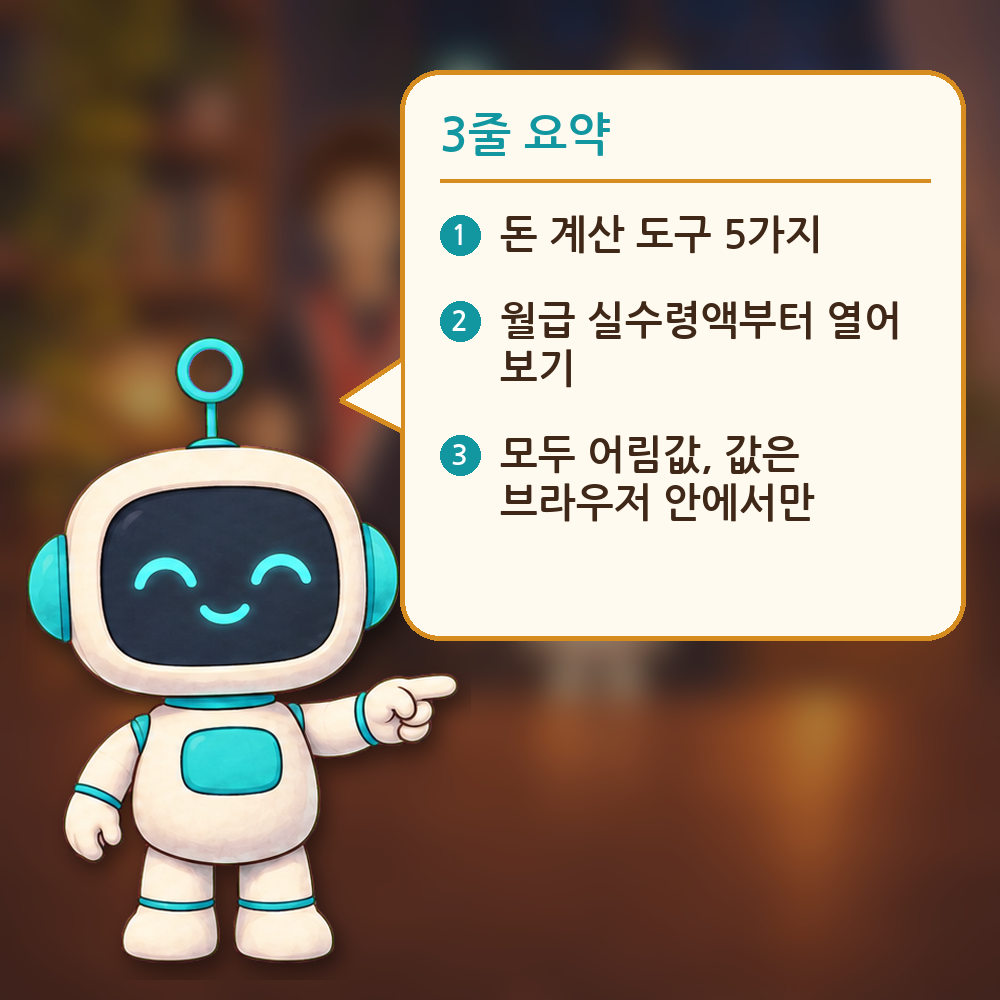 3줄 요약
1 돈 계산 도구 5가지
2 월급 실수령액부터 열어
보기
3 모두 어림값, 값은
브라우저 안에서만